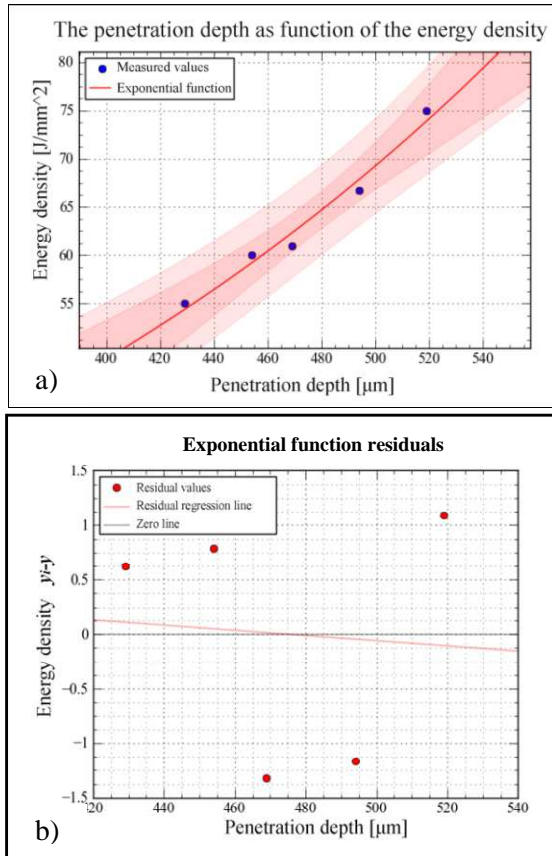 The penetration depth as function of the energy density
80
75
70
65
60
55
Energy density [J/mm^2]
Measured values
Exponential function
400 420 440 460 480 500 520 540
a)
Penetration depth [μm]
Exponential function residuals
1.5
1
0.5
0
−0.5
−1
−1.5
Energy density yi-y
Residual values
Residual regression line
Zero line
420 440 460 480 500 520 540
b)
Penetration depth [μm]